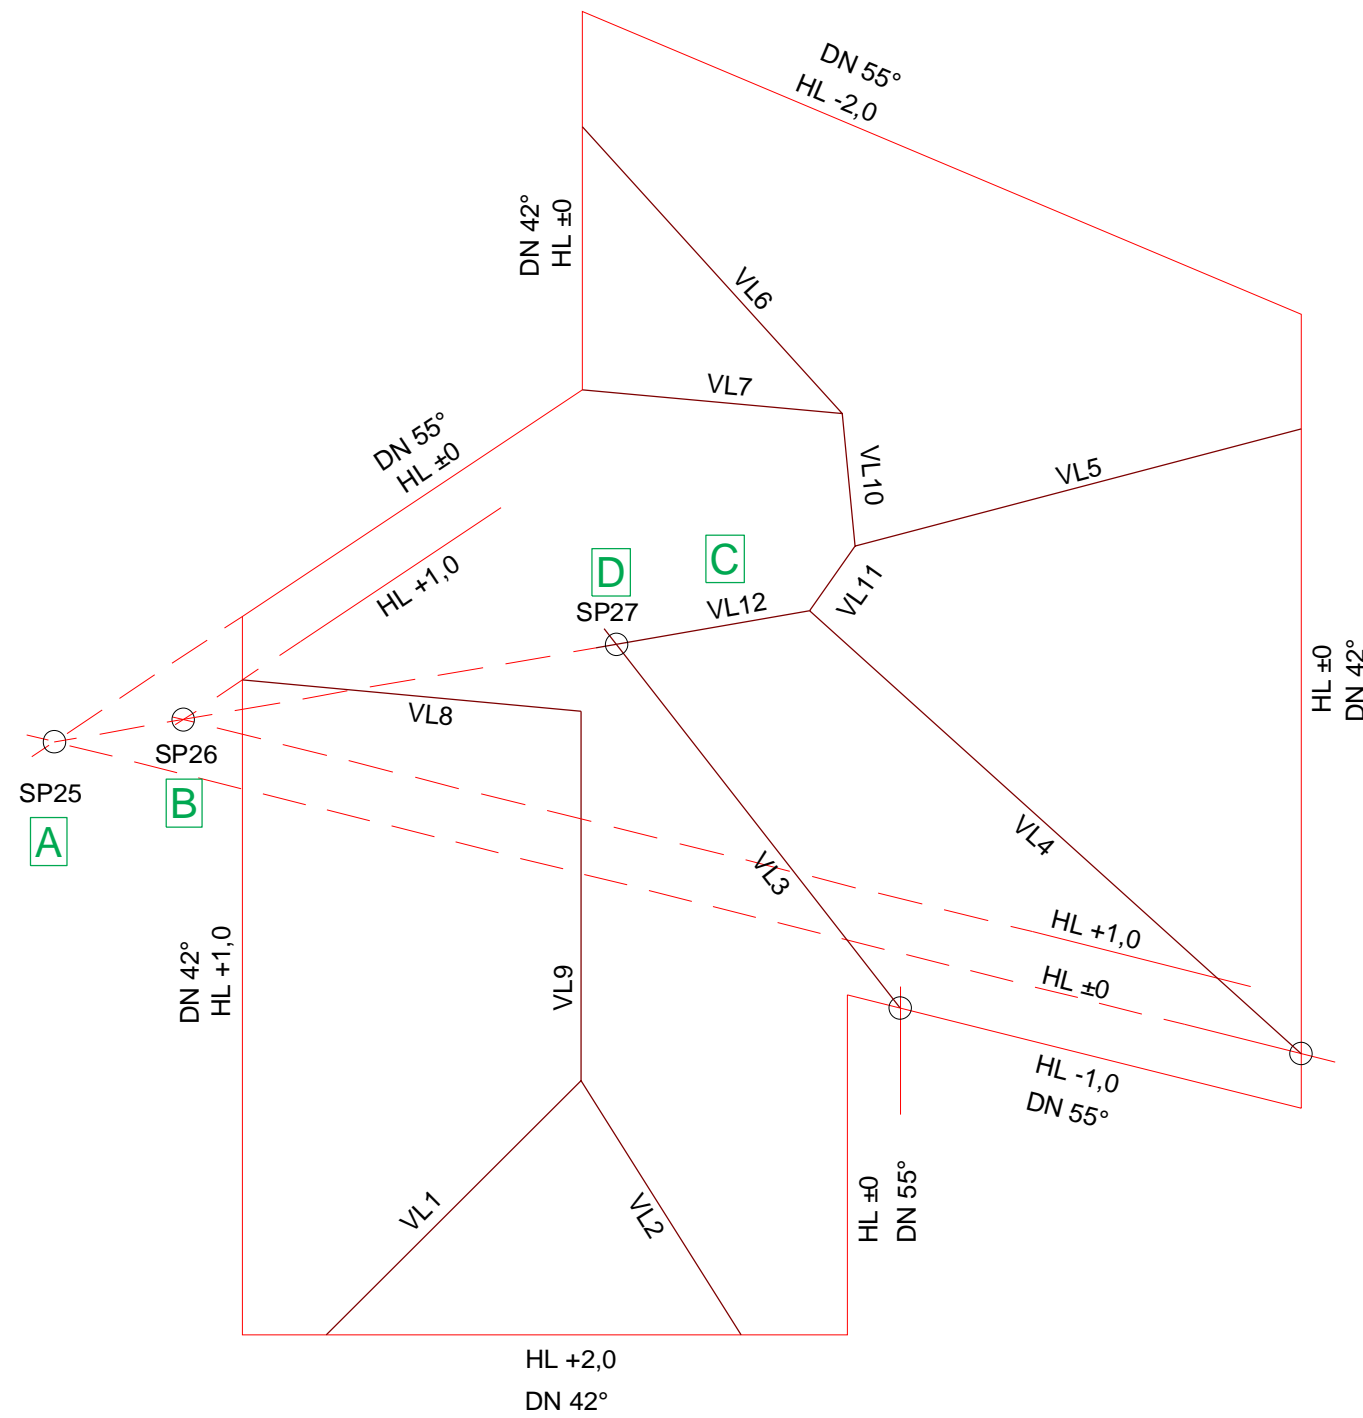 DN 55°
HL -2,0
DN 42°
HL ±0
VL6
VL7
DN 55°
HL ±0
VL10
VL5
HL +1,0
C
D
VL12
SP27
VL11
HL ±0
DN 42°
VL8
SP26
SP25
B
A
VL4
VL3
DN 42°
HL +1,0
HL +1,0
HL ±0
VL9
HL -1,0
DN 55°
VL1
VL2
HL ±0
DN 55°
HL +2,0
DN 42°